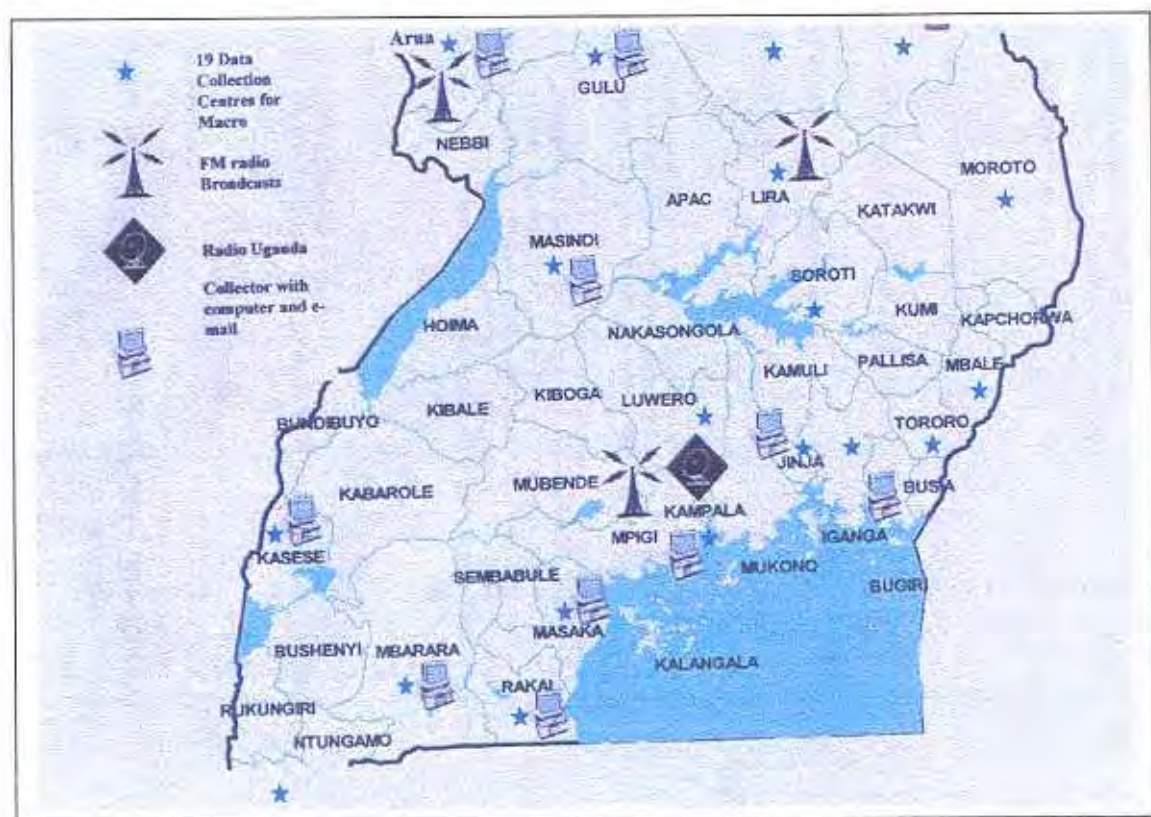 19 Data
Collection
Centres for
Macro
FM radio
Broadcasts
Radio Uganda
Collector with
computer and e-
mail
Arua
GULU
NEBBI
MOROTO
APAC
LIRA
KATAKWI
MASINDI
SOROTI
KUMI
KAPCHORWA
HOIMA
NAKASONGOLA
PALLISA
MBALE
KAMULI
KIBOGA
LUWERO
KIBALE
BUNDIBUYO
TORORO
JINJA
MUBENDE
KABAROLE
BUSIA
KAMPALA
MPIGI
IGANGA
KASESE
MUKONO
SEMBABULE
BUGIRI
MASAKA
BUSHENYI
MBARARA
KALANGALA
RAKAI
RUKUNGIRI
NTUNGAMO